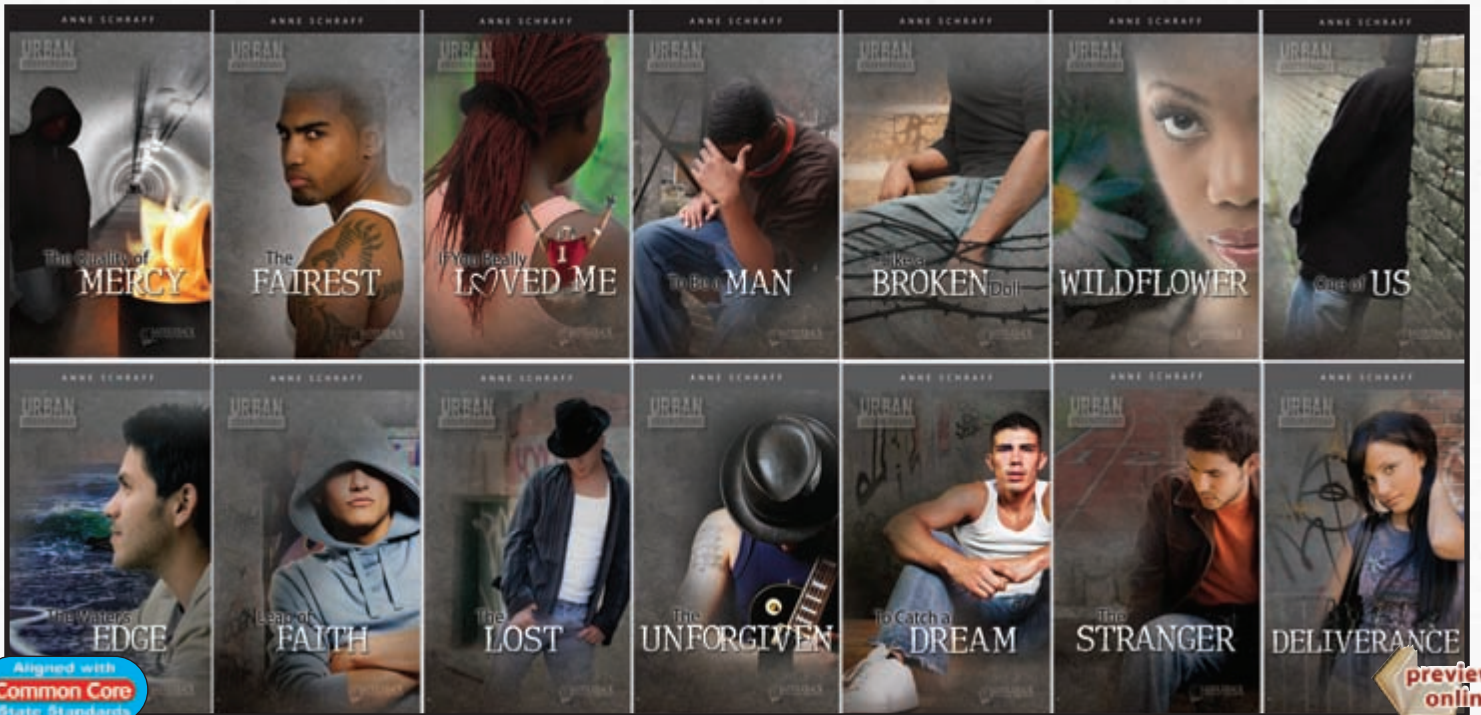 ANNE SCHRAFF
URBAN
The Quality of
MERCY
ANNE SCHRAFF
URBAN
The
FAIREST
ANNE SCHRAFF
URBAN
If You Really
LOVED ME
1
ANNE SCHRAFF
URBAN
To Be a MAN
ANNE SCHRAFF
URBAN
Like a
BROKEN Doll
ANNE SCHRAFF
URBAN
WILDFLOWER
ANNE SCHRAFF
URBAN
One of US
ANNE SCHRAFF
URBAN
The Water's
EDGE
ANNE SCHRAFF
URBAN
Leap of
FAITH
ANNE SCHRAFF
URBAN
The
LOST
ANNE SCHRAFF
URBAN
The
UNFORGIVEN
ANNE SCHRAFF
URBAN
To Catch a
DREAM
ANNE SCHRAFF
URBAN
The
STRANGER
ANNE SCHRAFF
URBAN
DELIVERANCE
Aligned with
Common Core
State Standards
previe
onlin